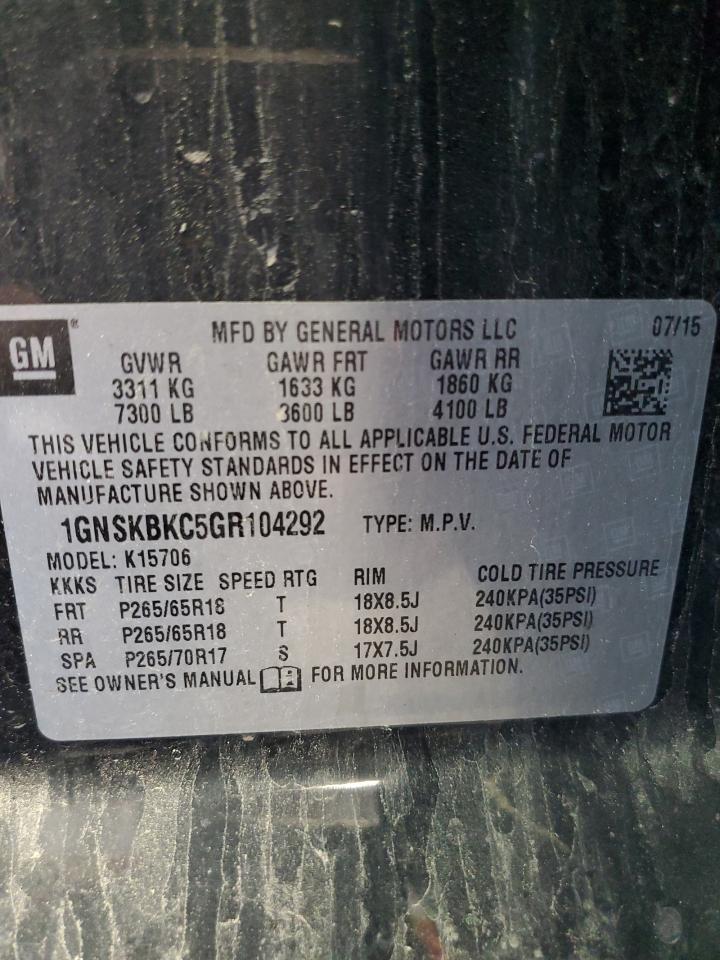 GM®
MFD BY GENERAL MOTORS LLC 07/15
GVWR GAWR FRT GAWR RR
3311 KG 1633 KG 1860 KG
7300 LB 3600 LB 4100 LB
THIS VEHICLE CONFORMS TO ALL APPLICABLE U.S. FEDERAL MOTOR
VEHICLE SAFETY STANDARDS IN EFFECT ON THE DATE OF
MANUFACTURE SHOWN ABOVE.
1GNSKBKC5GR104292 TYPE: M.P.V.
MODEL: K15706
KKKS TIRE SIZE SPEED RTG RIM COLD TIRE PRESSURE
FRT P265/65R18 T 18X8.5J 240KPA(35PSI)
RR P265/65R18 T 18X8.5J 240KPA(35PSI)
SPA P265/70R17 S 17X7.5J 240KPA(35PSI)
SEE OWNER'S MANUAL FOR MORE INFORMATION.